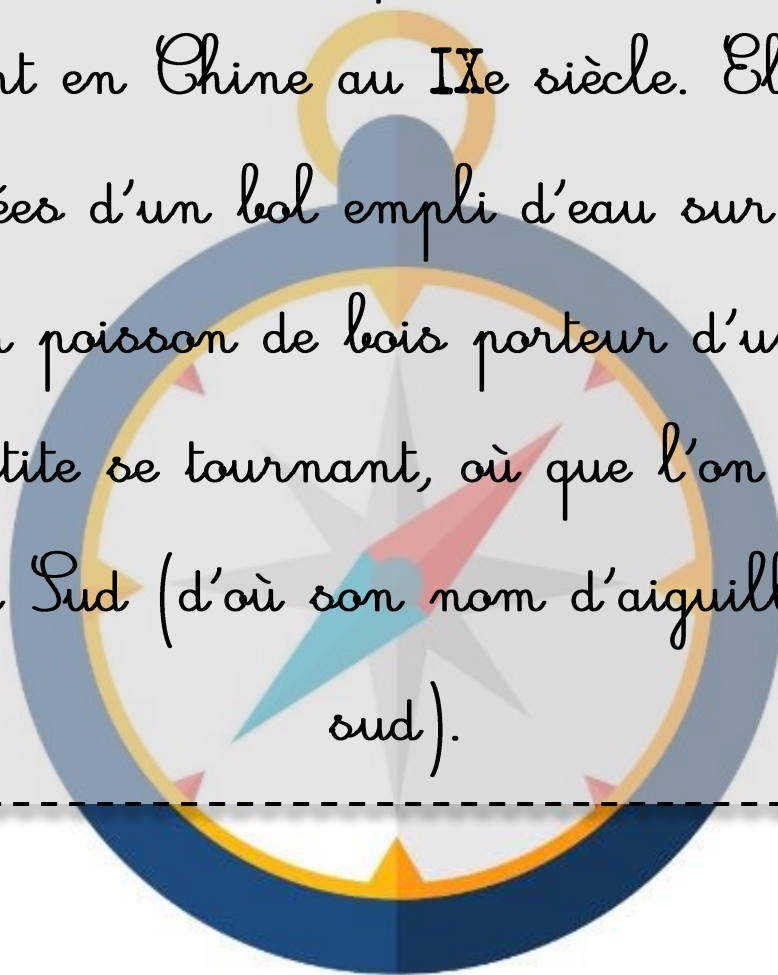 nt en Chine au IXe siècle. El
ées d'un bol empli d'eau sur
poisson de bois porteur d'u
tite se tournant, où que l'on
Sud (d'où son nom d'aiguill
sud).